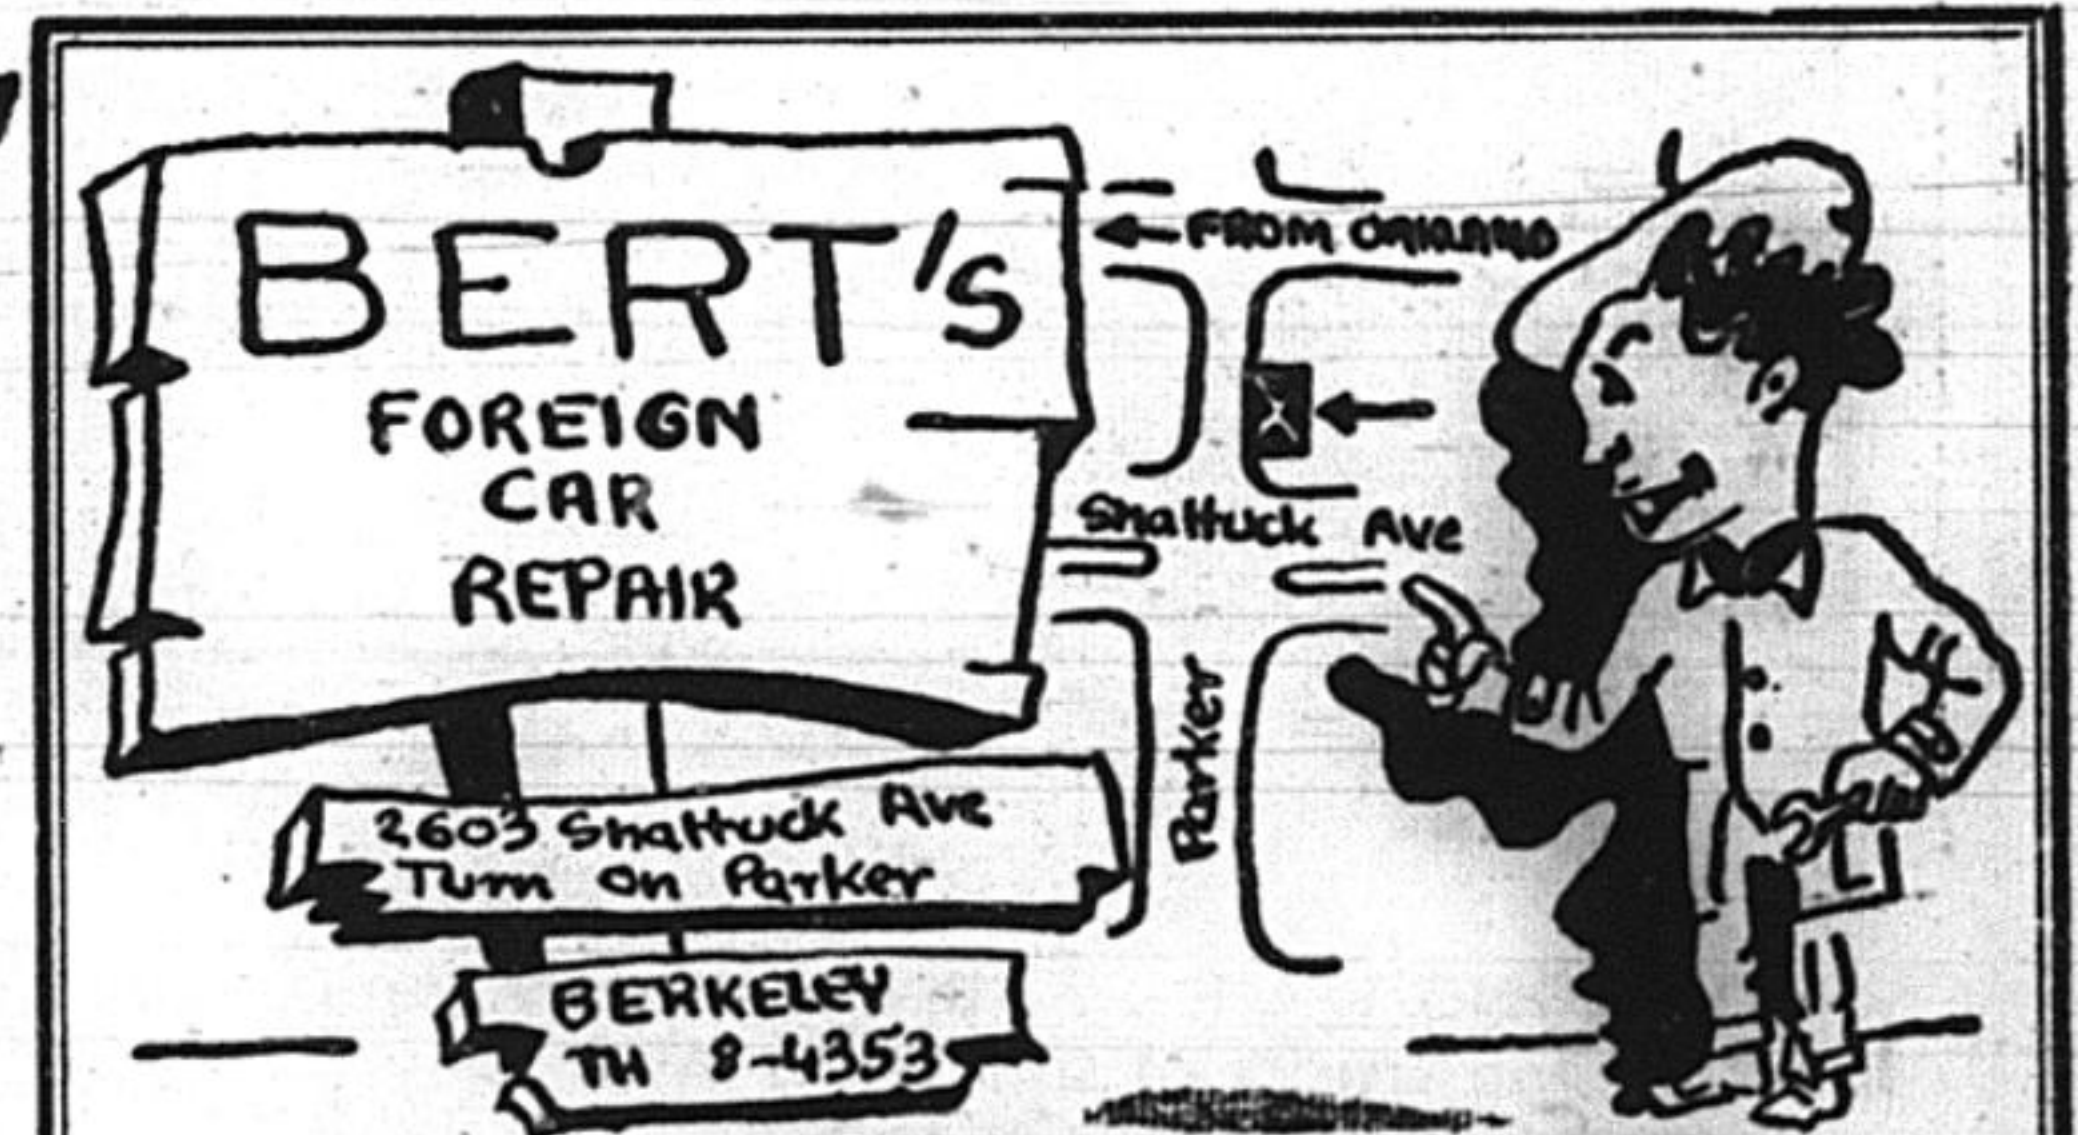 BERT'S
FOREIGN
CAR
REPAIR
2603 Shattuck Ave
Turn on Parker
BERKELEY
TH 8-4353
FROM OAKLAND
X
Shattuck Ave
Parker